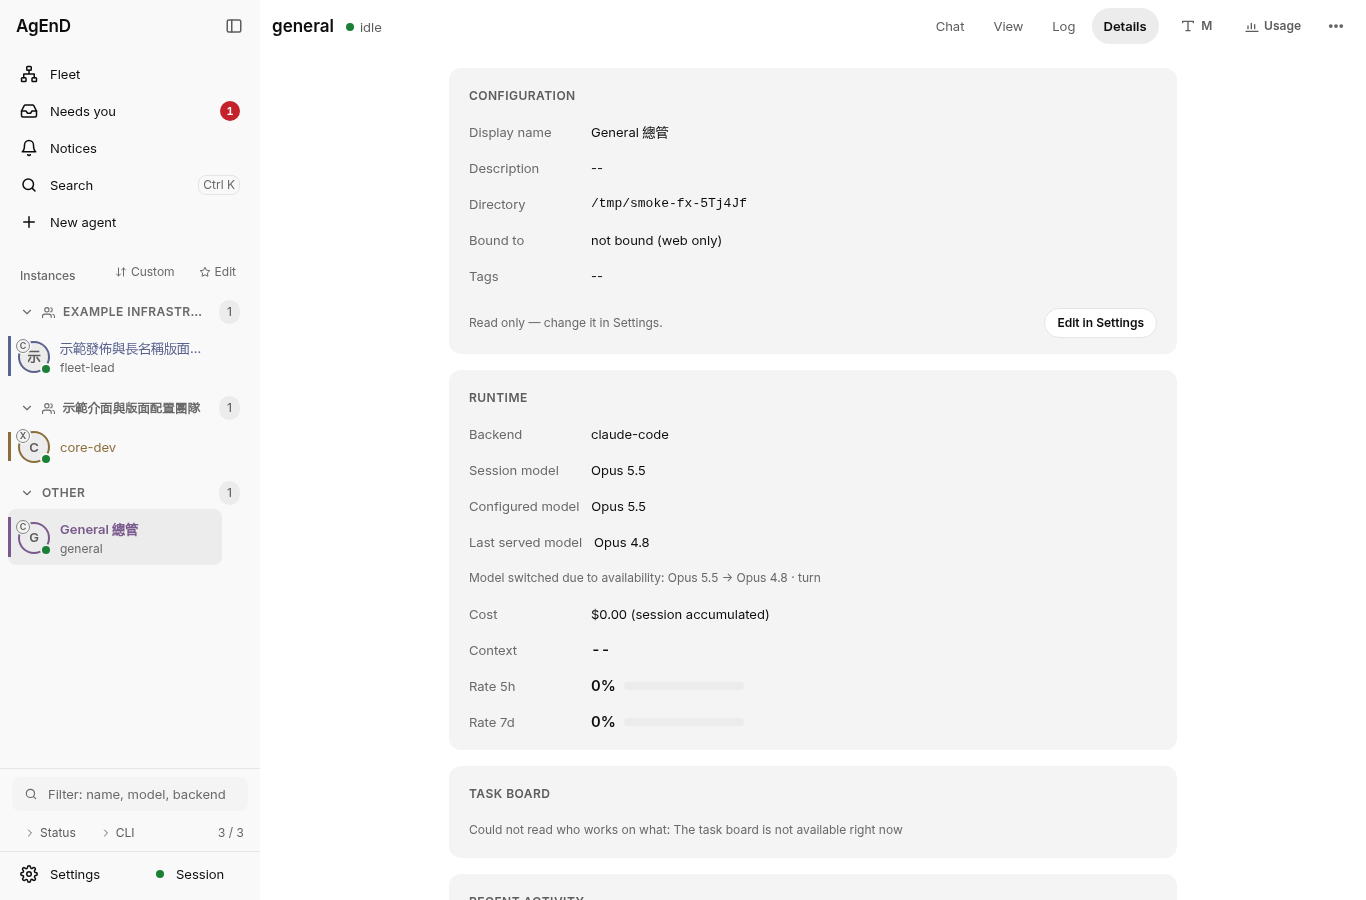 AgEnD
Fleet
Needs you 1
Notices
Search Ctrl K
New agent
Instances Custom Edit
EXAMPLE INFRASTR... 1
C 示
示範發佈與長名稱版面...
fleet-lead
示範介面與版面配置團隊 1
X C core-dev
OTHER 1
C G
General 總管
general
Filter: name, model, backend
Status CLI 3 / 3
Settings Session
general idle Chat View Log Details M Usage
CONFIGURATION
Display name General 總管
Description --
Directory /tmp/smoke-fx-5Tj4Jf
Bound to not bound (web only)
Tags --
Read only — change it in Settings. Edit in Settings
RUNTIME
Backend claude-code
Session model Opus 5.5
Configured model Opus 5.5
Last served model Opus 4.8
Model switched due to availability: Opus 5.5 → Opus 4.8 · turn
Cost $0.00 (session accumulated)
Context --
Rate 5h 0%
Rate 7d 0%
TASK BOARD
Could not read who works on what: The task board is not available right now
RECENT ACTIVITY